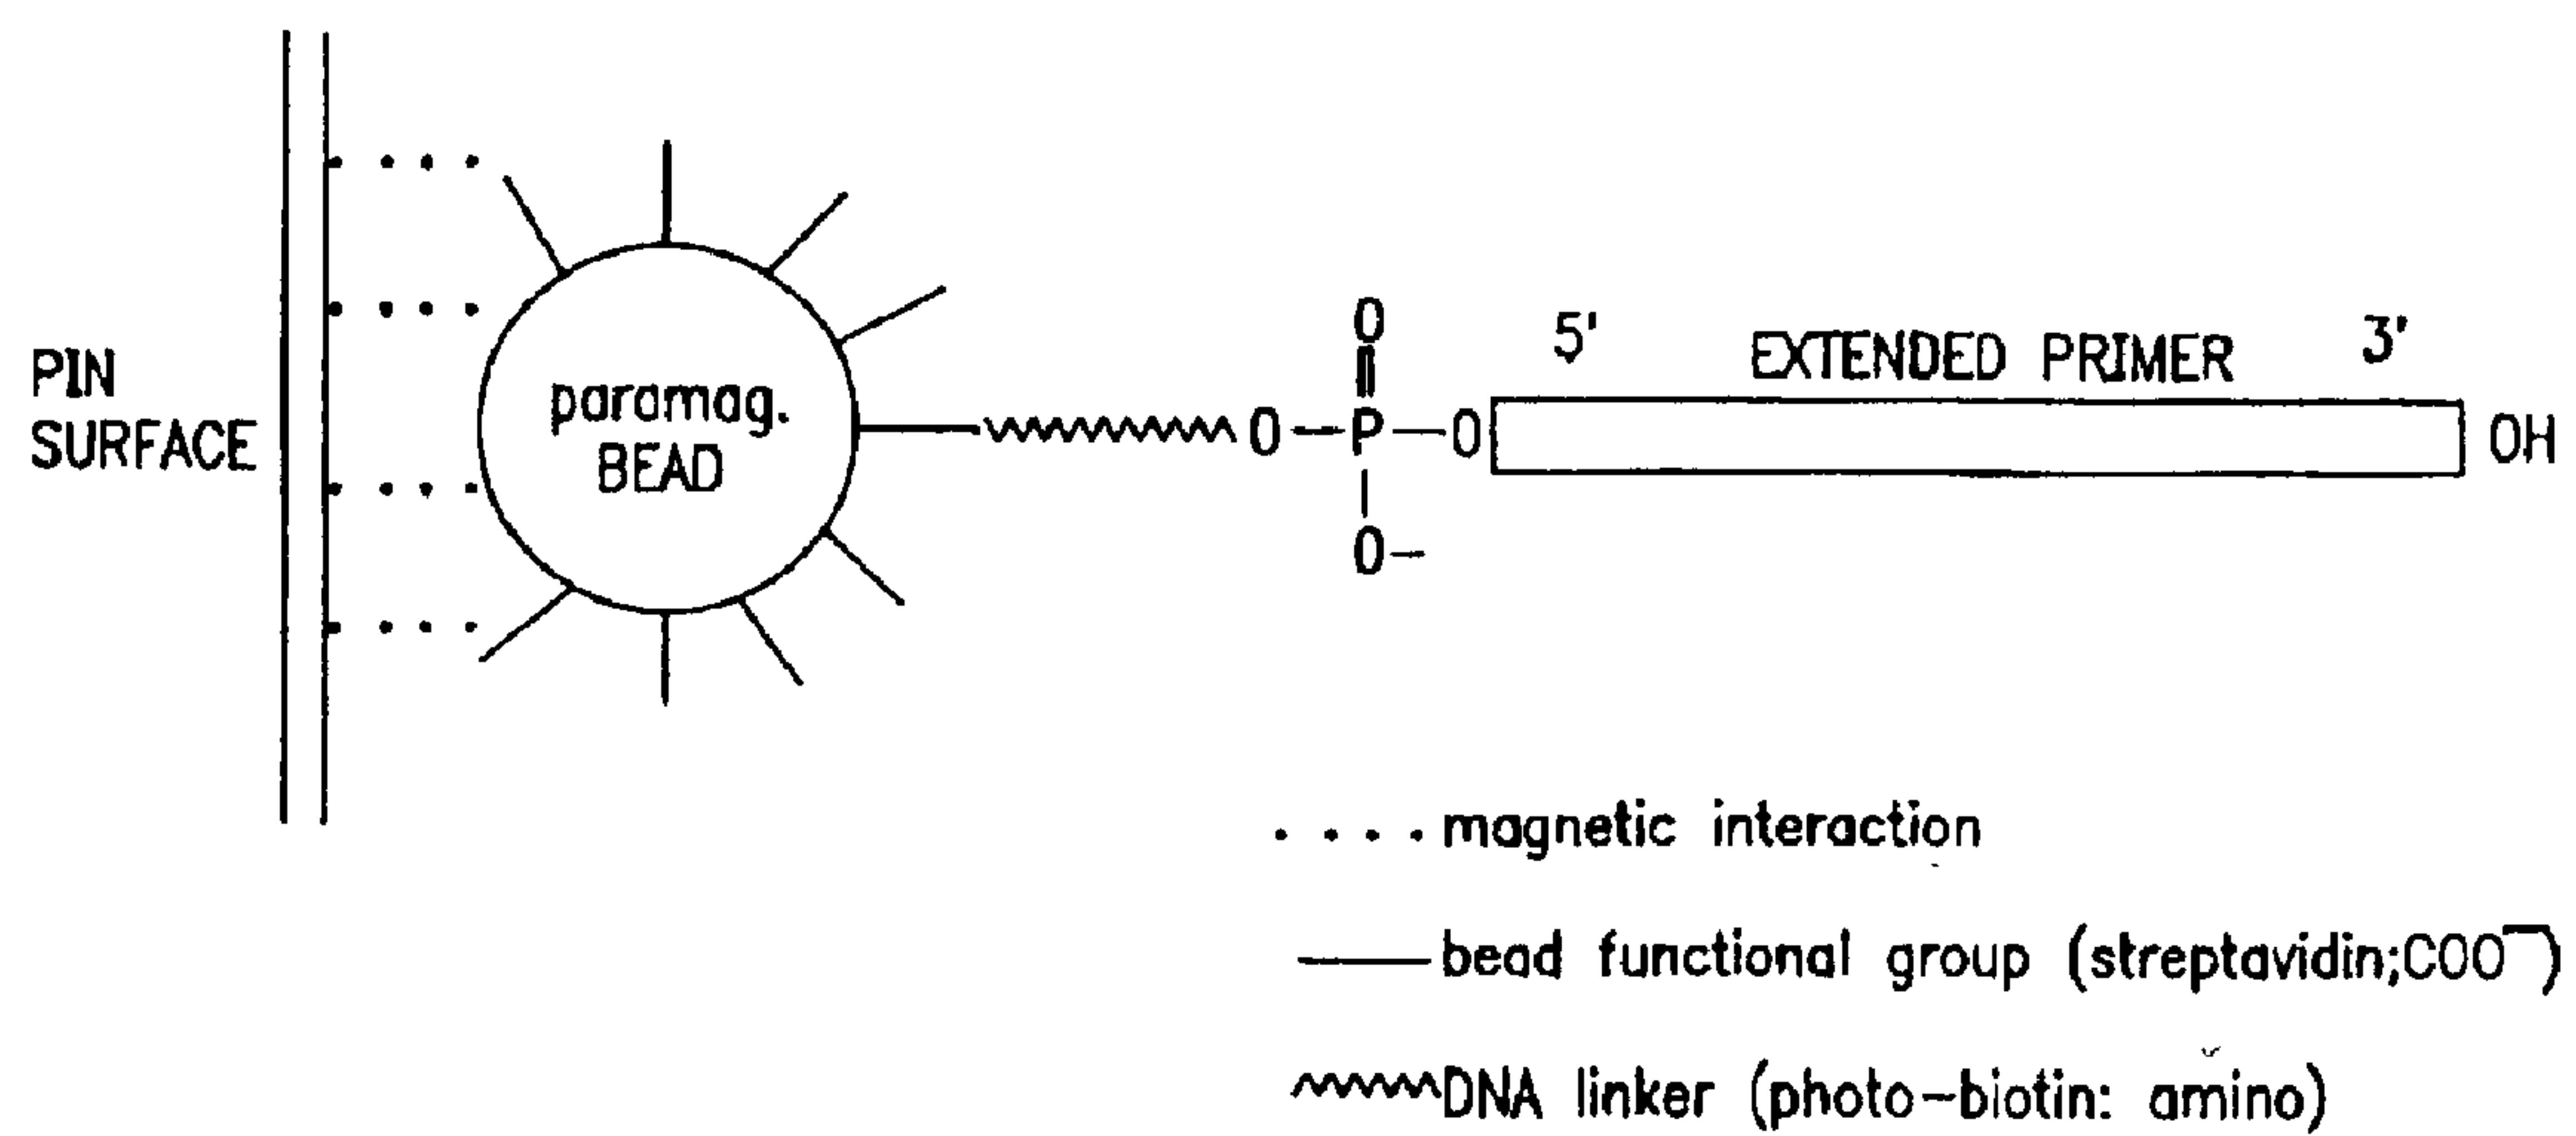 PIN
SURFACE
paramag.
BEAD
O
O–P–O
O–
5' EXTENDED PRIMER 3'
OH
. . . . magnetic interaction
bead functional group (streptavidin;COO¯)
DNA linker (photo-biotin: amino)